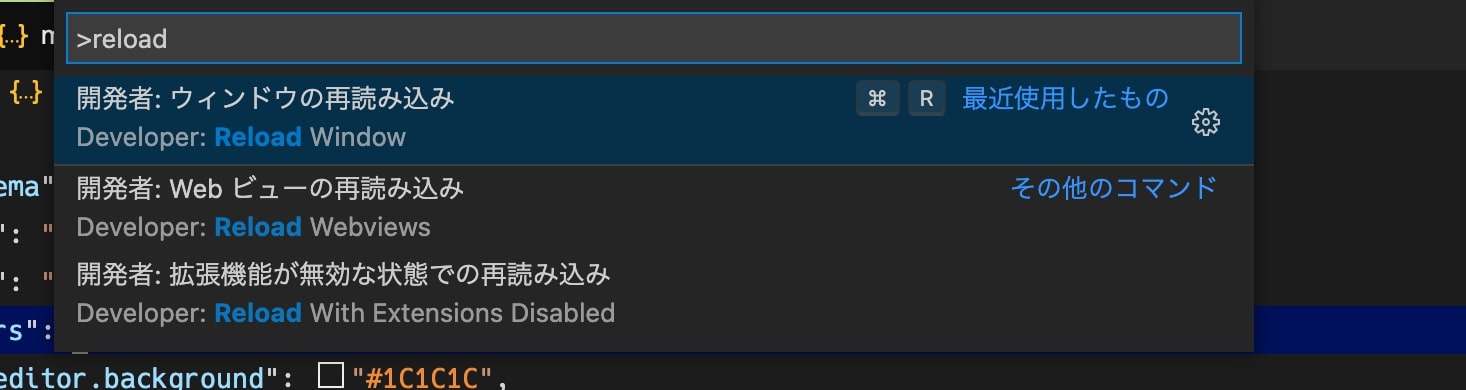 {…} m
>reload
{…}
開発者: ウィンドウの再読み込み ⌘ R 最近使用したもの
Developer: Reload Window
開発者: Web ビューの再読み込み その他のコマンド
ema"
Developer: Reload Webviews
": "
開発者: 拡張機能が無効な状態での再読み込み
": "
Developer: Reload With Extensions Disabled
rs":
editor.background": "#1C1C1C",